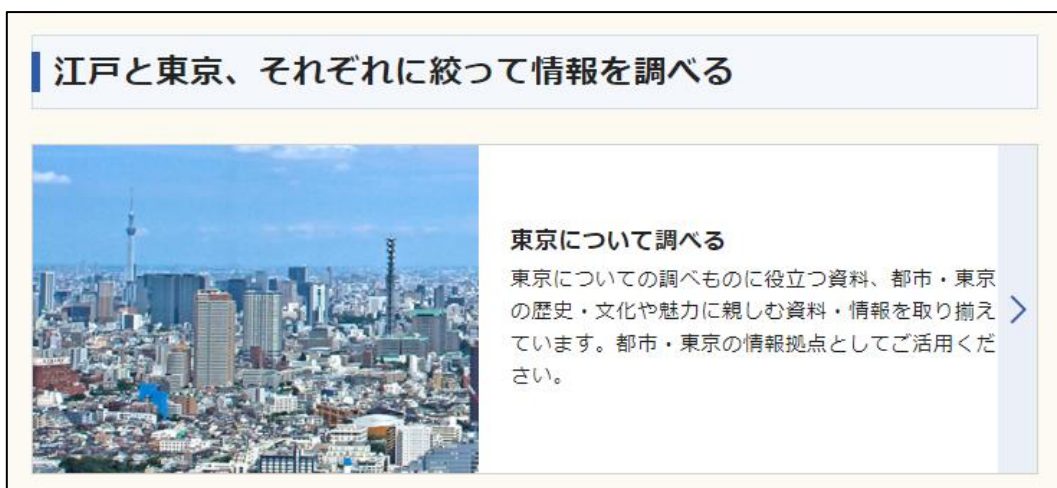 江戸と東京、それぞれに絞って情報を調べる
東京について調べる
東京についての調べものに役立つ資料、都市・東京
の歴史・文化や魅力に親しむ資料・情報を取り揃え
ています。都市・東京の情報拠点としてご活用くだ
さい。